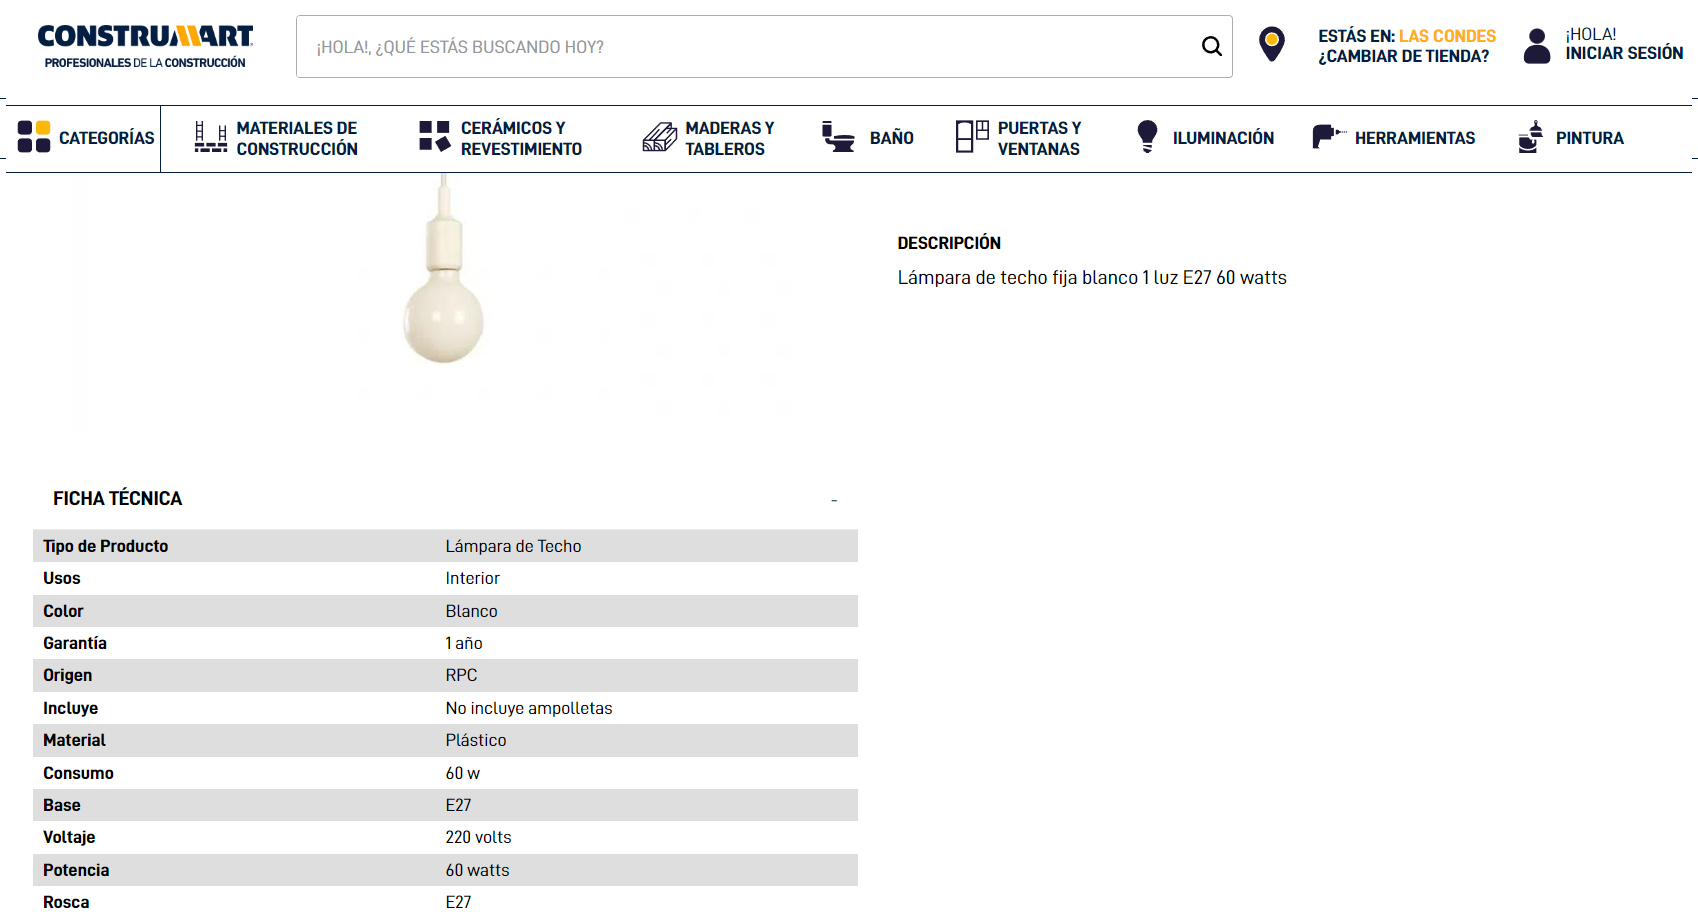 CONSTRUMART
PROFESIONALES DE LA CONSTRUCCIÓN
¡HOLA!, ¿QUÉ ESTÁS BUSCANDO HOY?
ESTÁS EN: LAS CONDES
¿CAMBIAR DE TIENDA?
¡HOLA!
INICIAR SESIÓN
CATEGORÍAS
MATERIALES DE
CONSTRUCCIÓN
CERÁMICOS Y
REVESTIMIENTO
MADERAS Y
TABLEROS
BAÑO
PUERTAS Y
VENTANAS
ILUMINACIÓN
HERRAMIENTAS
PINTURA
DESCRIPCIÓN
Lámpara de techo fija blanco 1 luz E27 60 watts
FICHA TÉCNICA -
Tipo de Producto Lámpara de Techo
Usos Interior
Color Blanco
Garantía 1 año
Origen RPC
Incluye No incluye ampolletas
Material Plástico
Consumo 60 w
Base E27
Voltaje 220 volts
Potencia 60 watts
Rosca E27